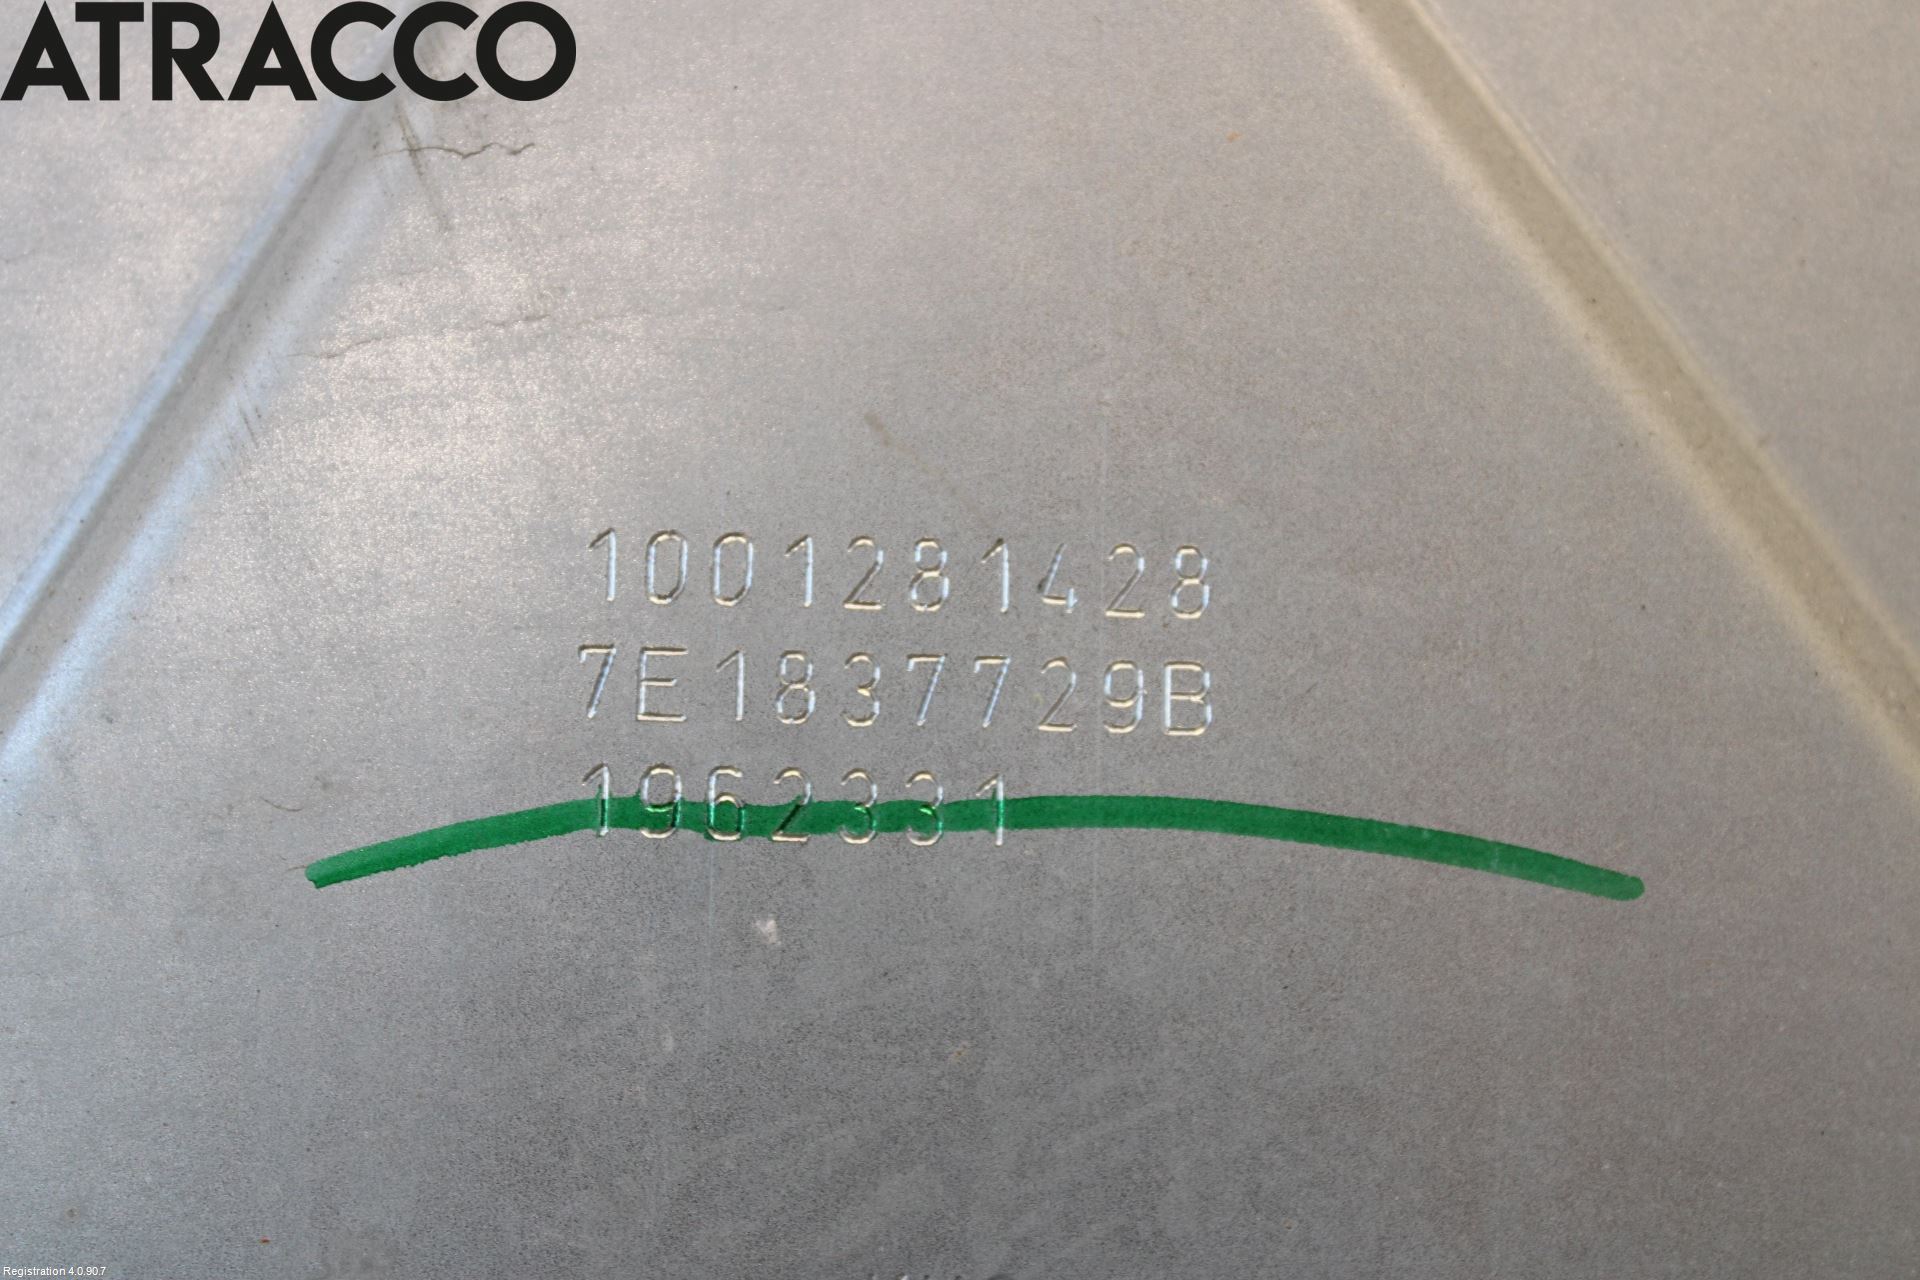 ATRACCO
1001281428
7E1837729B
1962331
Registration 4.0.90.7